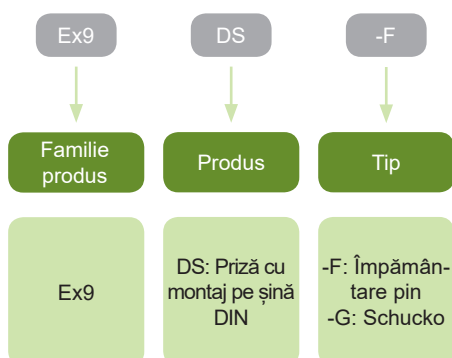 Ex9
DS
-F
Familie
produs
Produs
Tip
Ex9
DS: Priză cu
montaj pe șină
DIN
-F: Împămân-
tare pin
-G: Schucko